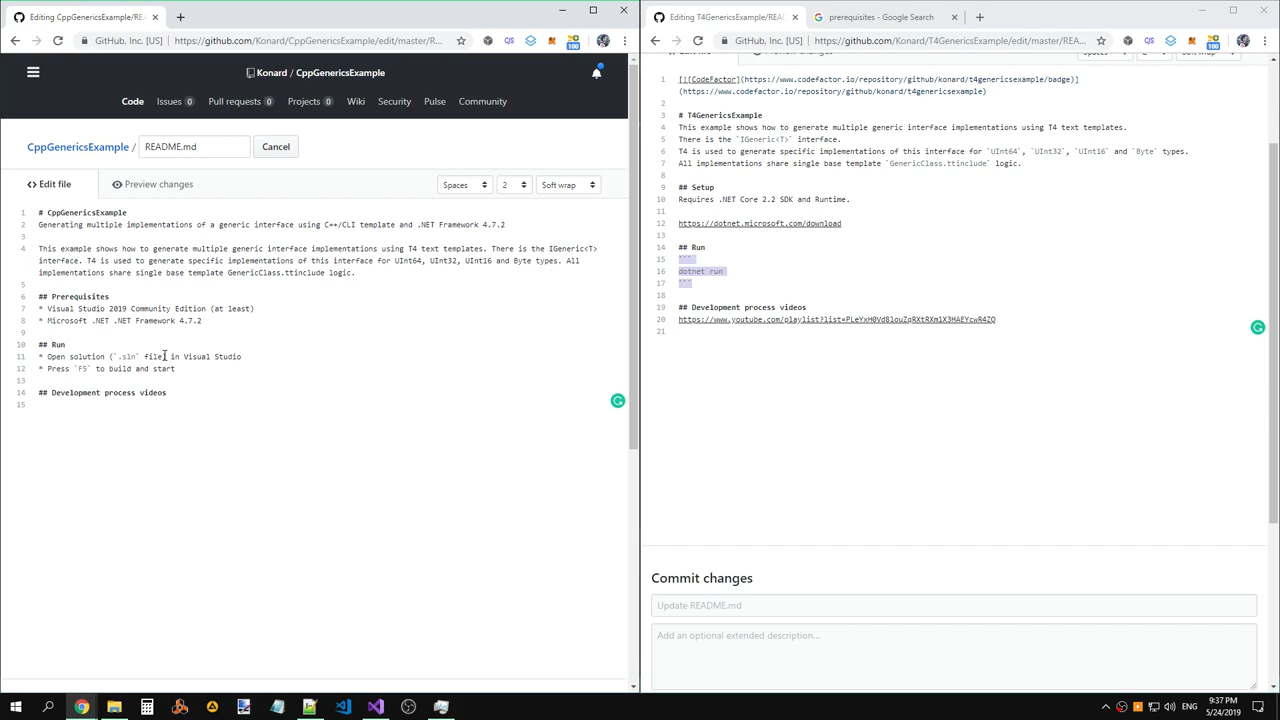 Editing CppGenericsExample/RE
GitHub, Inc. [US]
https://github.com/Konard/CppGenericsExample/edit/master/R...
100
Konard / CppGenericsExample
Code Issues 0 Pull requests 0 Projects 0 Wiki Security Pulse Community
CppGenericsExample / README.md Cancel
<> Edit file Preview changes Spaces 2 Soft wrap
1 # CppGenericsExample
2 Generating multiple implementations of a generic interface using C++/CLI template and .NET Framework 4.7.2
3
4 This example shows how to generate multiple generic interface implementations using T4 text templates. There is the IGeneric<T>
interface. T4 is used to generate specific implementations of this interface for UInt64, UInt32, UInt16 and Byte types. All
implementations share single base template GenericClass.ttinclude logic.
5
6 ## Prerequisites
7 * Visual Studio 2019 Community Edition (at least)
8 * Microsoft .NET .NET Framework 4.7.2
9
10 ## Run
11 * Open solution (`.sln` file) in Visual Studio
12 * Press `F5` to build and start
13
14 ## Development process videos
15
Editing T4GenericsExample/READ
prerequisites - Google Search
GitHub, Inc. [US]
https://github.com/Konard/T4GenericsExample/edit/master/REA...
100
1 [![CodeFactor](https://www.codefactor.io/repository/github/konard/t4genericsexample/badge)]
(https://www.codefactor.io/repository/github/konard/t4genericsexample)
2
3 # T4GenericsExample
4 This example shows how to generate multiple generic interface implementations using T4 text templates.
5 There is the `IGeneric<T>` interface.
6 T4 is used to generate specific implementations of this interface for `UInt64`, `UInt32`, `UInt16` and `Byte` types.
7 All implementations share single base template `GenericClass.ttinclude` logic.
8
9 ## Setup
10 Requires .NET Core 2.2 SDK and Runtime.
11
12 https://dotnet.microsoft.com/download
13
14 ## Run
15 ```
16 dotnet run
17 ```
18
19 ## Development process videos
20 https://www.youtube.com/playlist?list=PLeYxH0Vd8louZqRXtRXm1X3HAEYcwR4ZQ
21
Commit changes
Update README.md
Add an optional extended description...
ENG
9:37 PM
5/24/2019